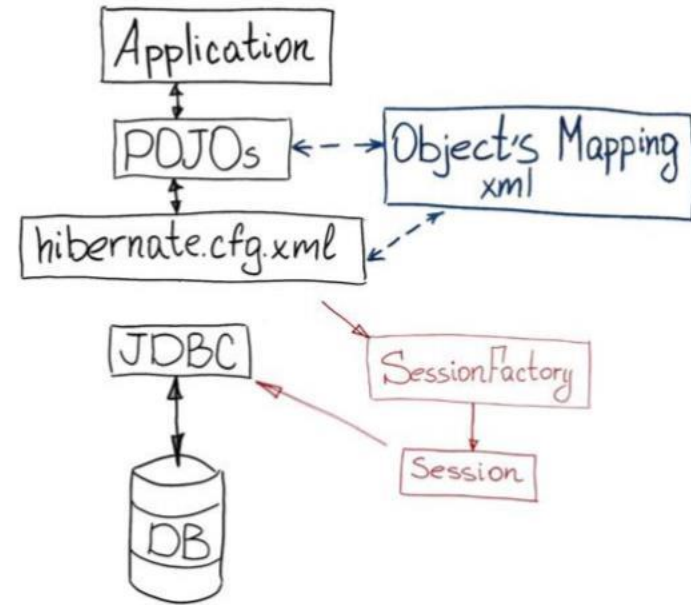 Application
POJOs
Object's Mapping
xml
hibernate.cfg.xml
JDBC
SessionFactory
Session
DB